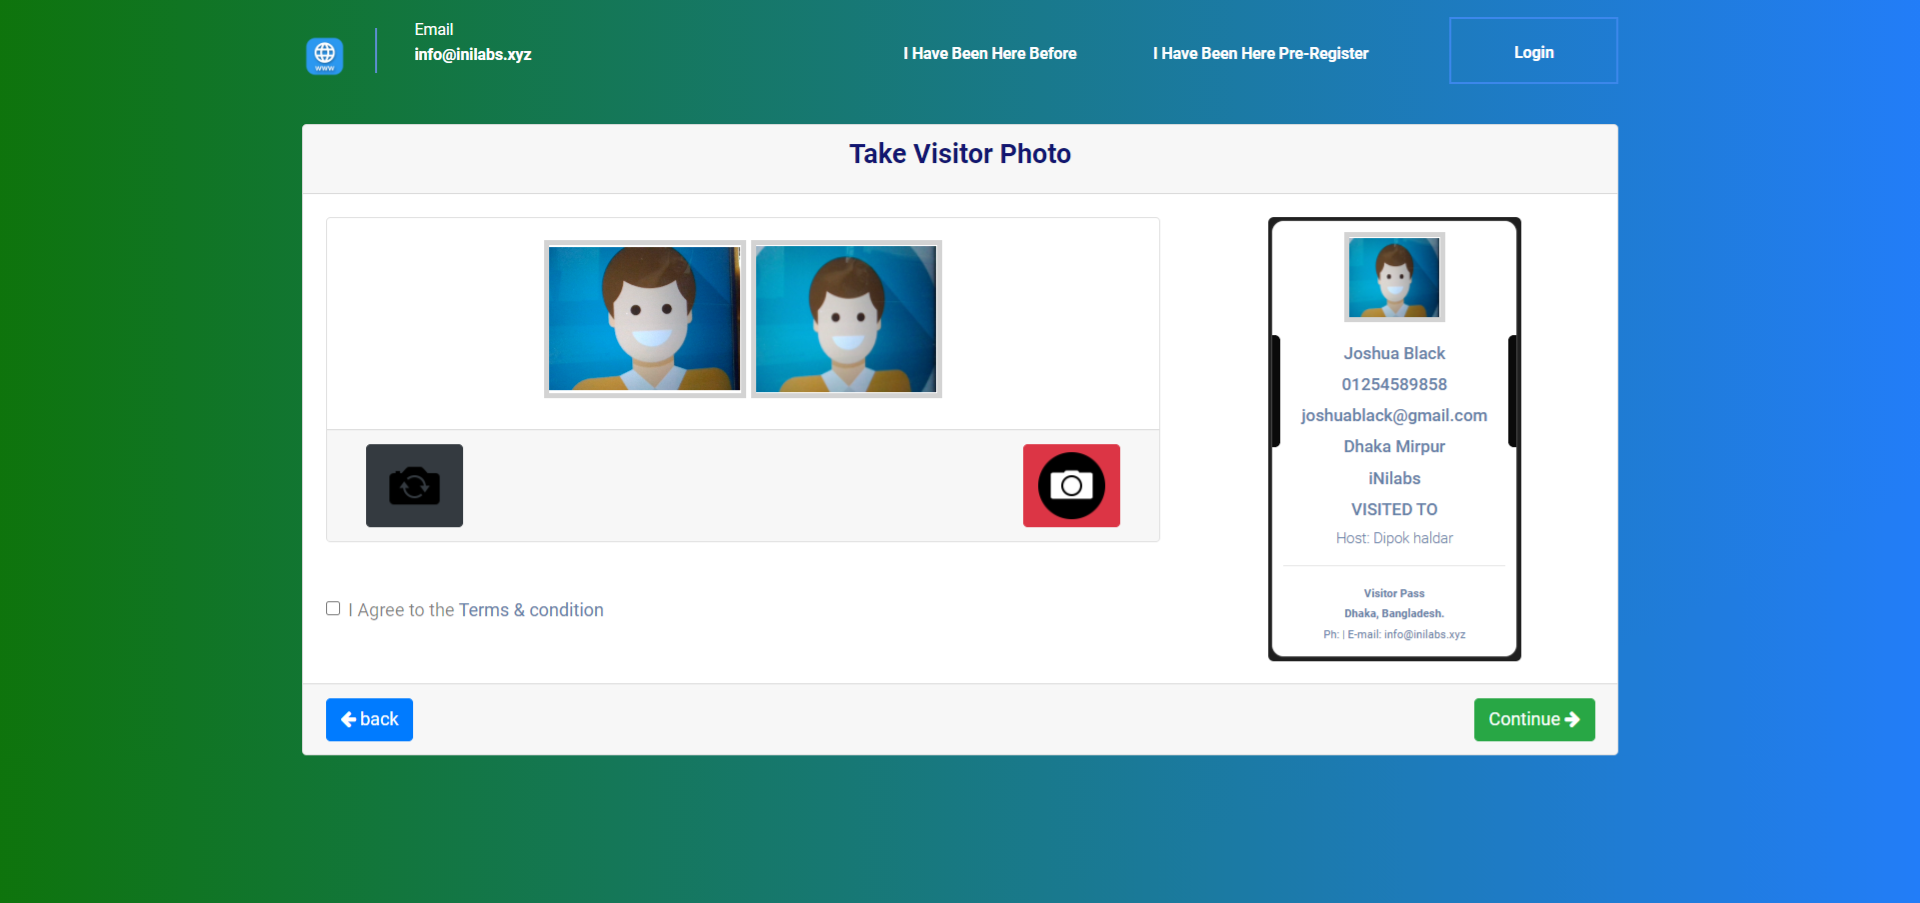 www
Email
info@inilabs.xyz
I Have Been Here Before
I Have Been Here Pre-Register
Login
Take Visitor Photo
Joshua Black
01254589858
joshuablack@gmail.com
Dhaka Mirpur
iNilabs
VISITED TO
Host: Dipok haldar
Visitor Pass
Dhaka, Bangladesh.
Ph: | E-mail: info@inilabs.xyz
I Agree to the Terms & condition
back
Continue